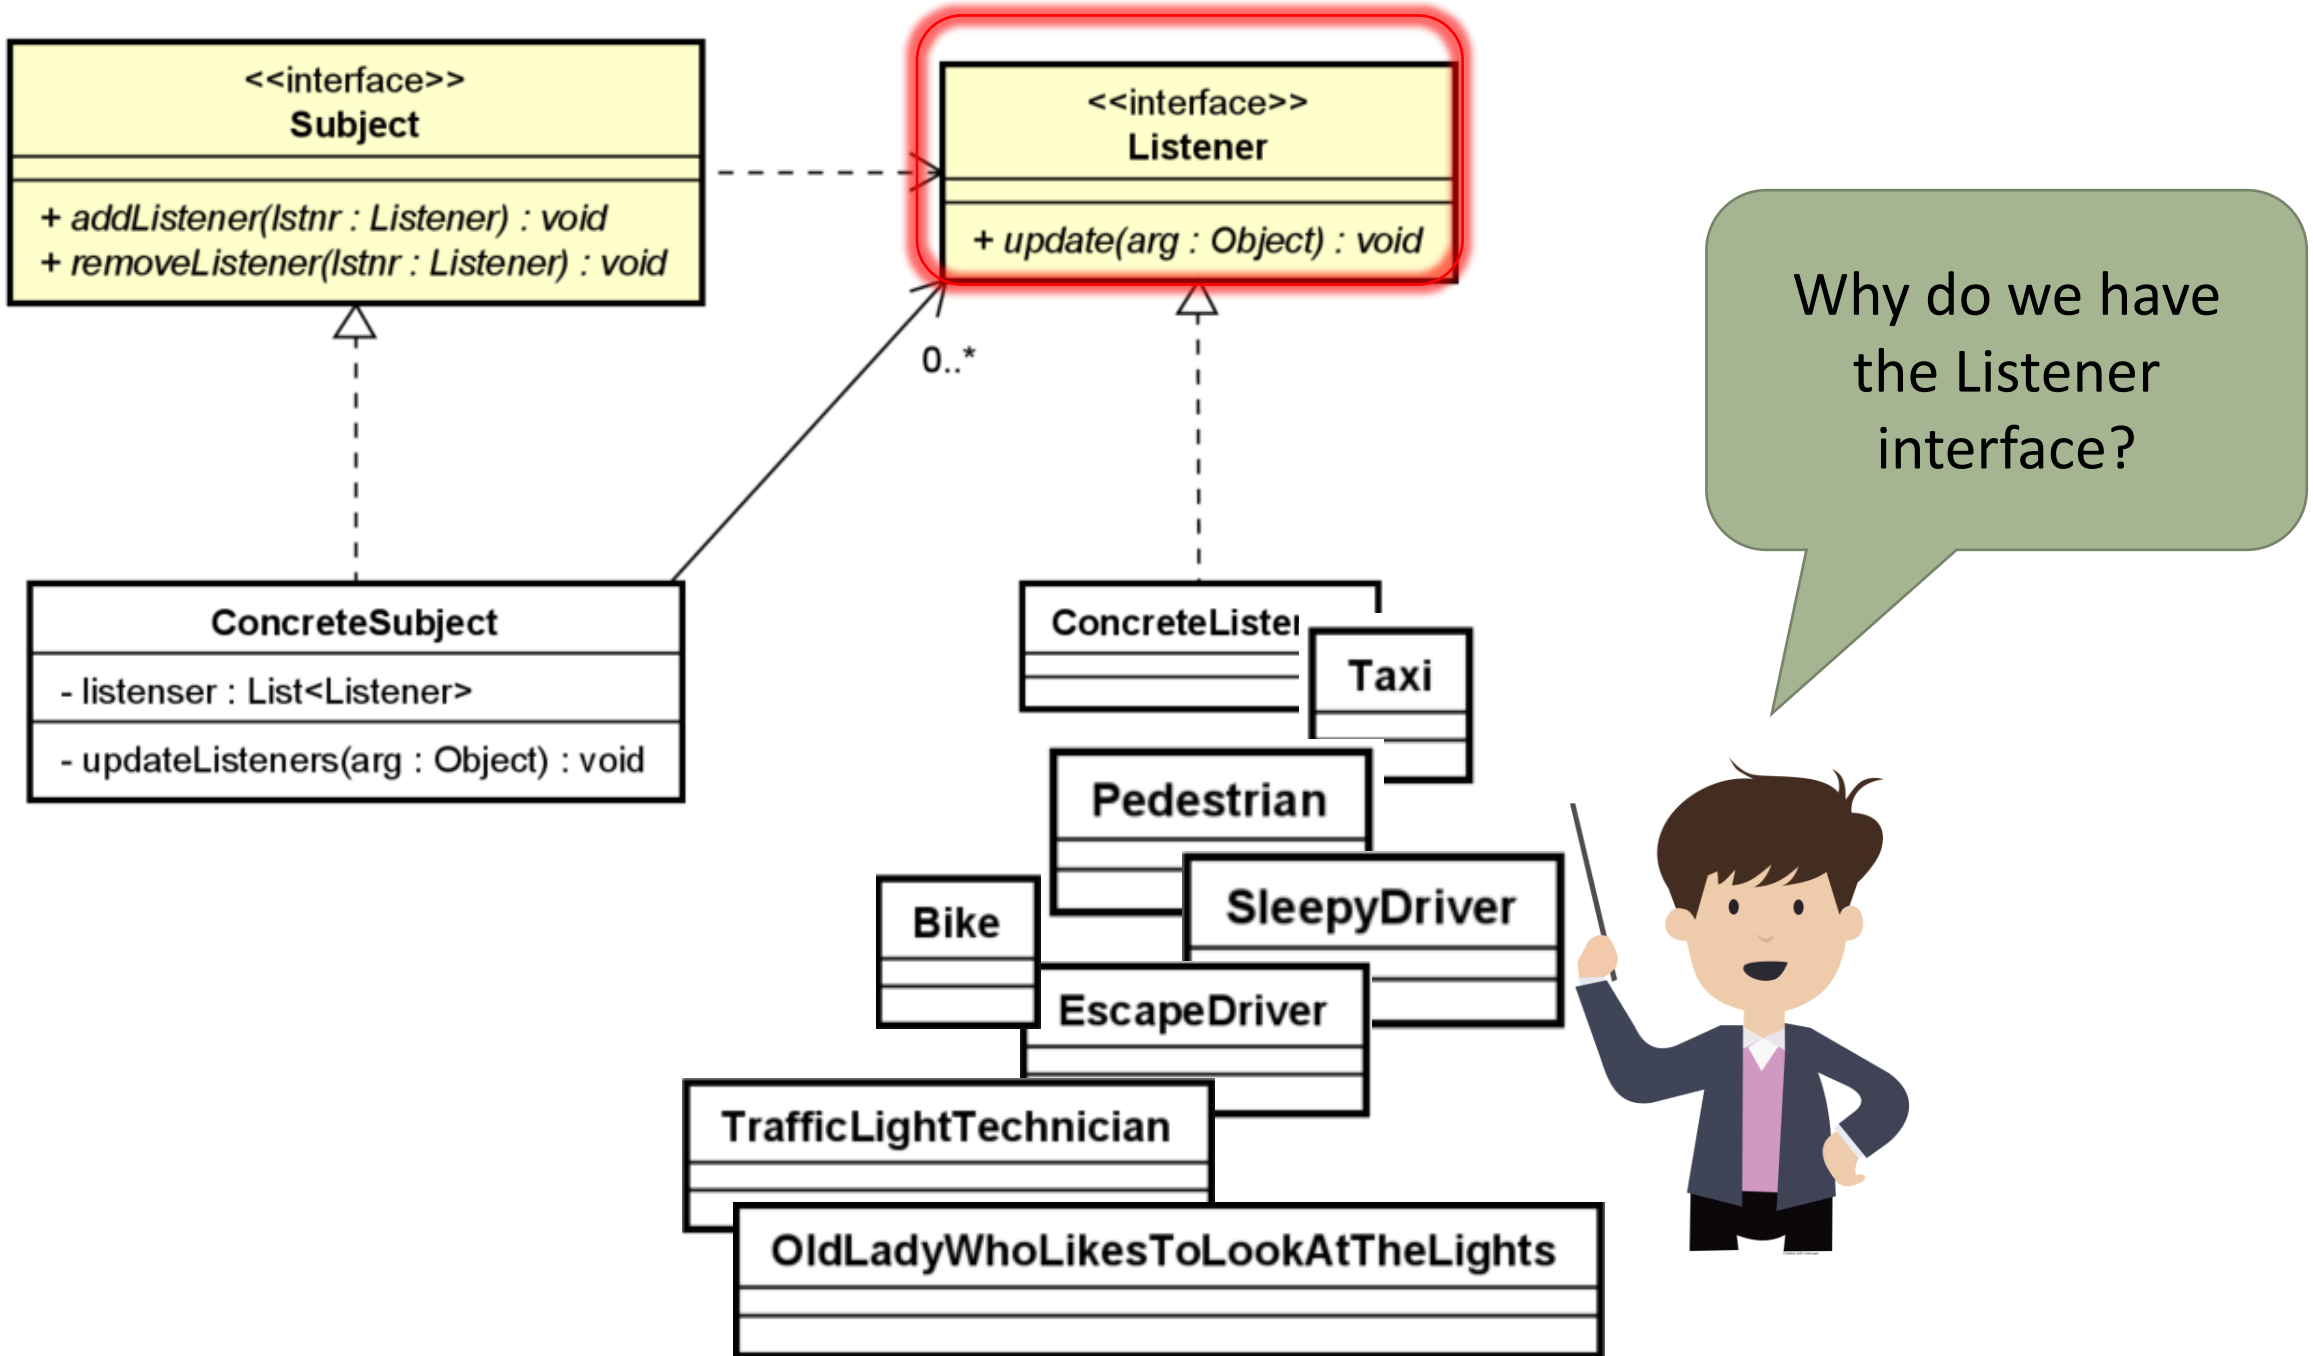 <<interface>>
Subject
+ addListener(lstnr : Listener) : void
+ removeListener(lstnr : Listener) : void
<<interface>>
Listener
+ update(arg : Object) : void
0..*
Why do we have
the Listener
interface?
ConcreteSubject
- listenser : List<Listener>
- updateListeners(arg : Object) : void
ConcreteListe
Taxi
Pedestrian
SleepyDriver
Bike
EscapeDriver
TrafficLightTechnician
OldLadyWhoLikesToLookAtTheLights